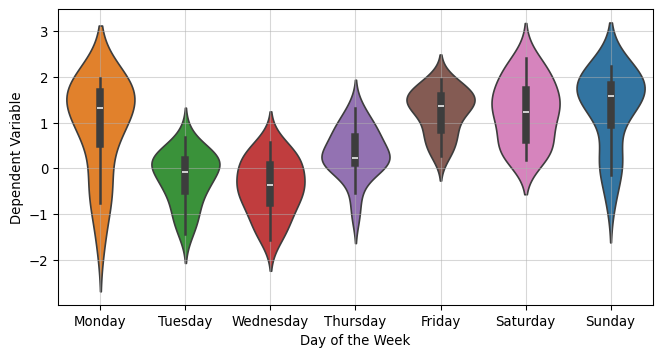 3
2
1
0
−1
−2
Dependent Variable
Monday Tuesday Wednesday Thursday Friday Saturday Sunday
Day of the Week